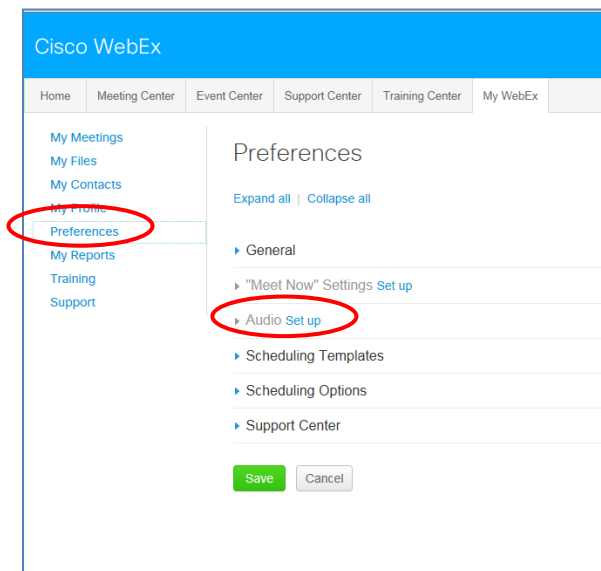 Cisco WebEx
Home Meeting Center Event Center Support Center Training Center My WebEx
My Meetings
My Files
My Contacts
My Profile
Preferences
My Reports
Training
Support
Preferences
Expand all | Collapse all
General
"Meet Now" Settings Set up
Audio Set up
Scheduling Templates
Scheduling Options
Support Center
Save Cancel